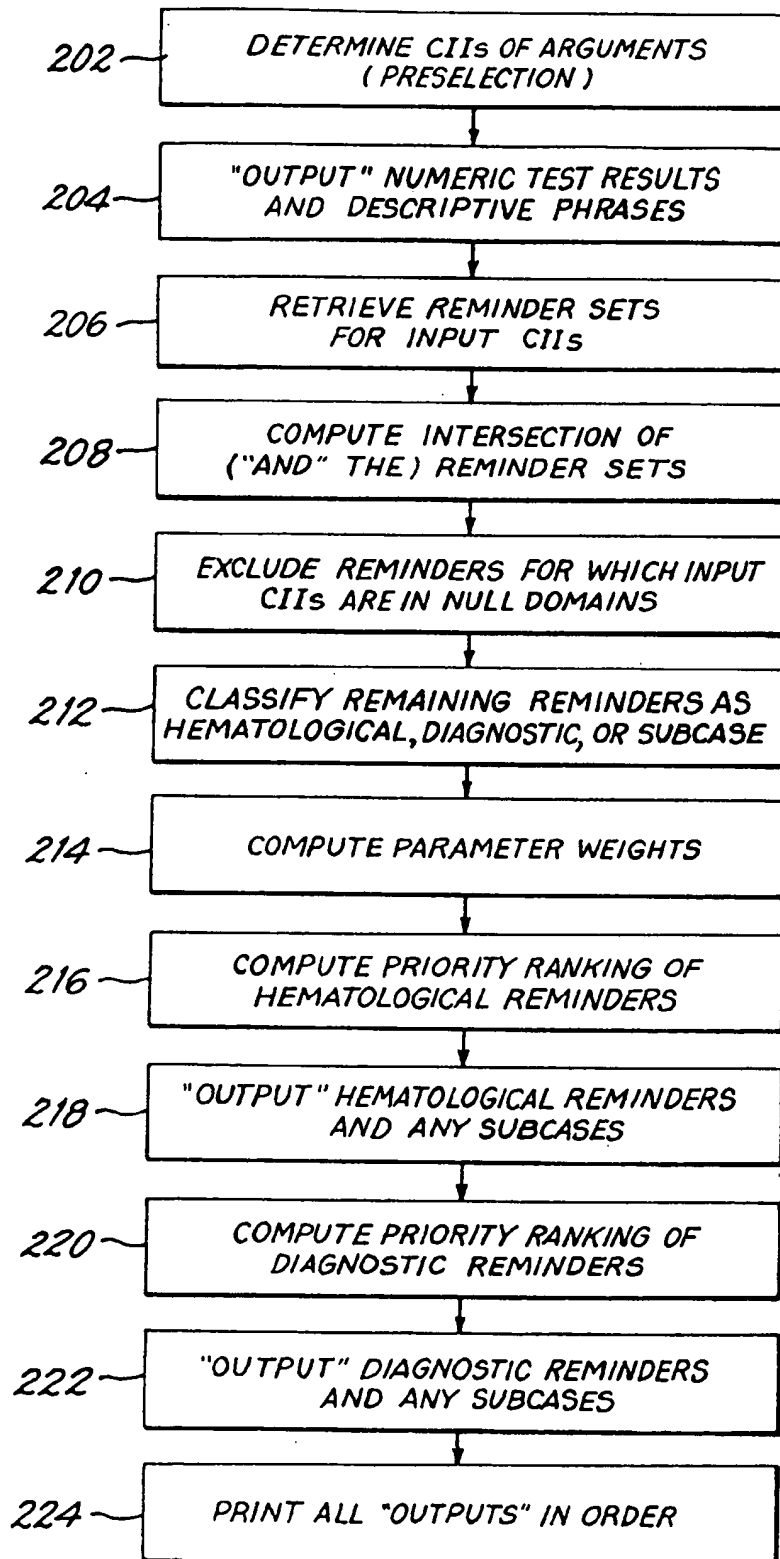 202
DETERMINE CIIs OF ARGUMENTS
(PRESELECTION)
204
"OUTPUT" NUMERIC TEST RESULTS
AND DESCRIPTIVE PHRASES
206
RETRIEVE REMINDER SETS
FOR INPUT CIIs
208
COMPUTE INTERSECTION OF
("AND" THE) REMINDER SETS
210
EXCLUDE REMINDERS FOR WHICH INPUT
CIIs ARE IN NULL DOMAINS
212
CLASSIFY REMAINING REMINDERS AS
HEMATOLOGICAL, DIAGNOSTIC, OR SUBCASE
214
COMPUTE PARAMETER WEIGHTS
216
COMPUTE PRIORITY RANKING OF
HEMATOLOGICAL REMINDERS
218
"OUTPUT" HEMATOLOGICAL REMINDERS
AND ANY SUBCASES
220
COMPUTE PRIORITY RANKING OF
DIAGNOSTIC REMINDERS
222
"OUTPUT" DIAGNOSTIC REMINDERS
AND ANY SUBCASES
224
PRINT ALL "OUTPUTS" IN ORDER